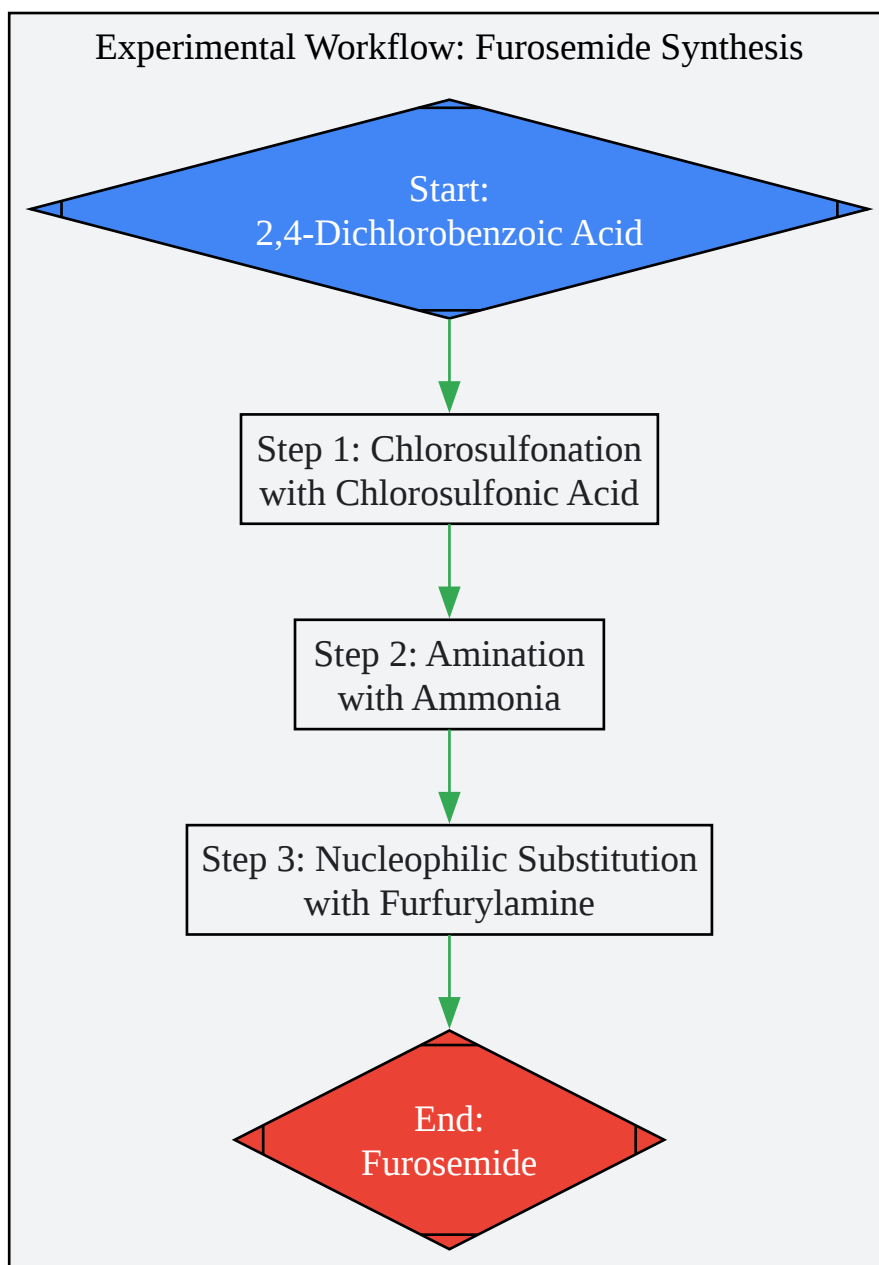 Experimental Workflow: Furosemide Synthesis
Start:
2,4-Dichlorobenzoic Acid
Step 1: Chlorosulfonation
with Chlorosulfonic Acid
Step 2: Amination
with Ammonia
Step 3: Nucleophilic Substitution
with Furfurylamine
End:
Furosemide